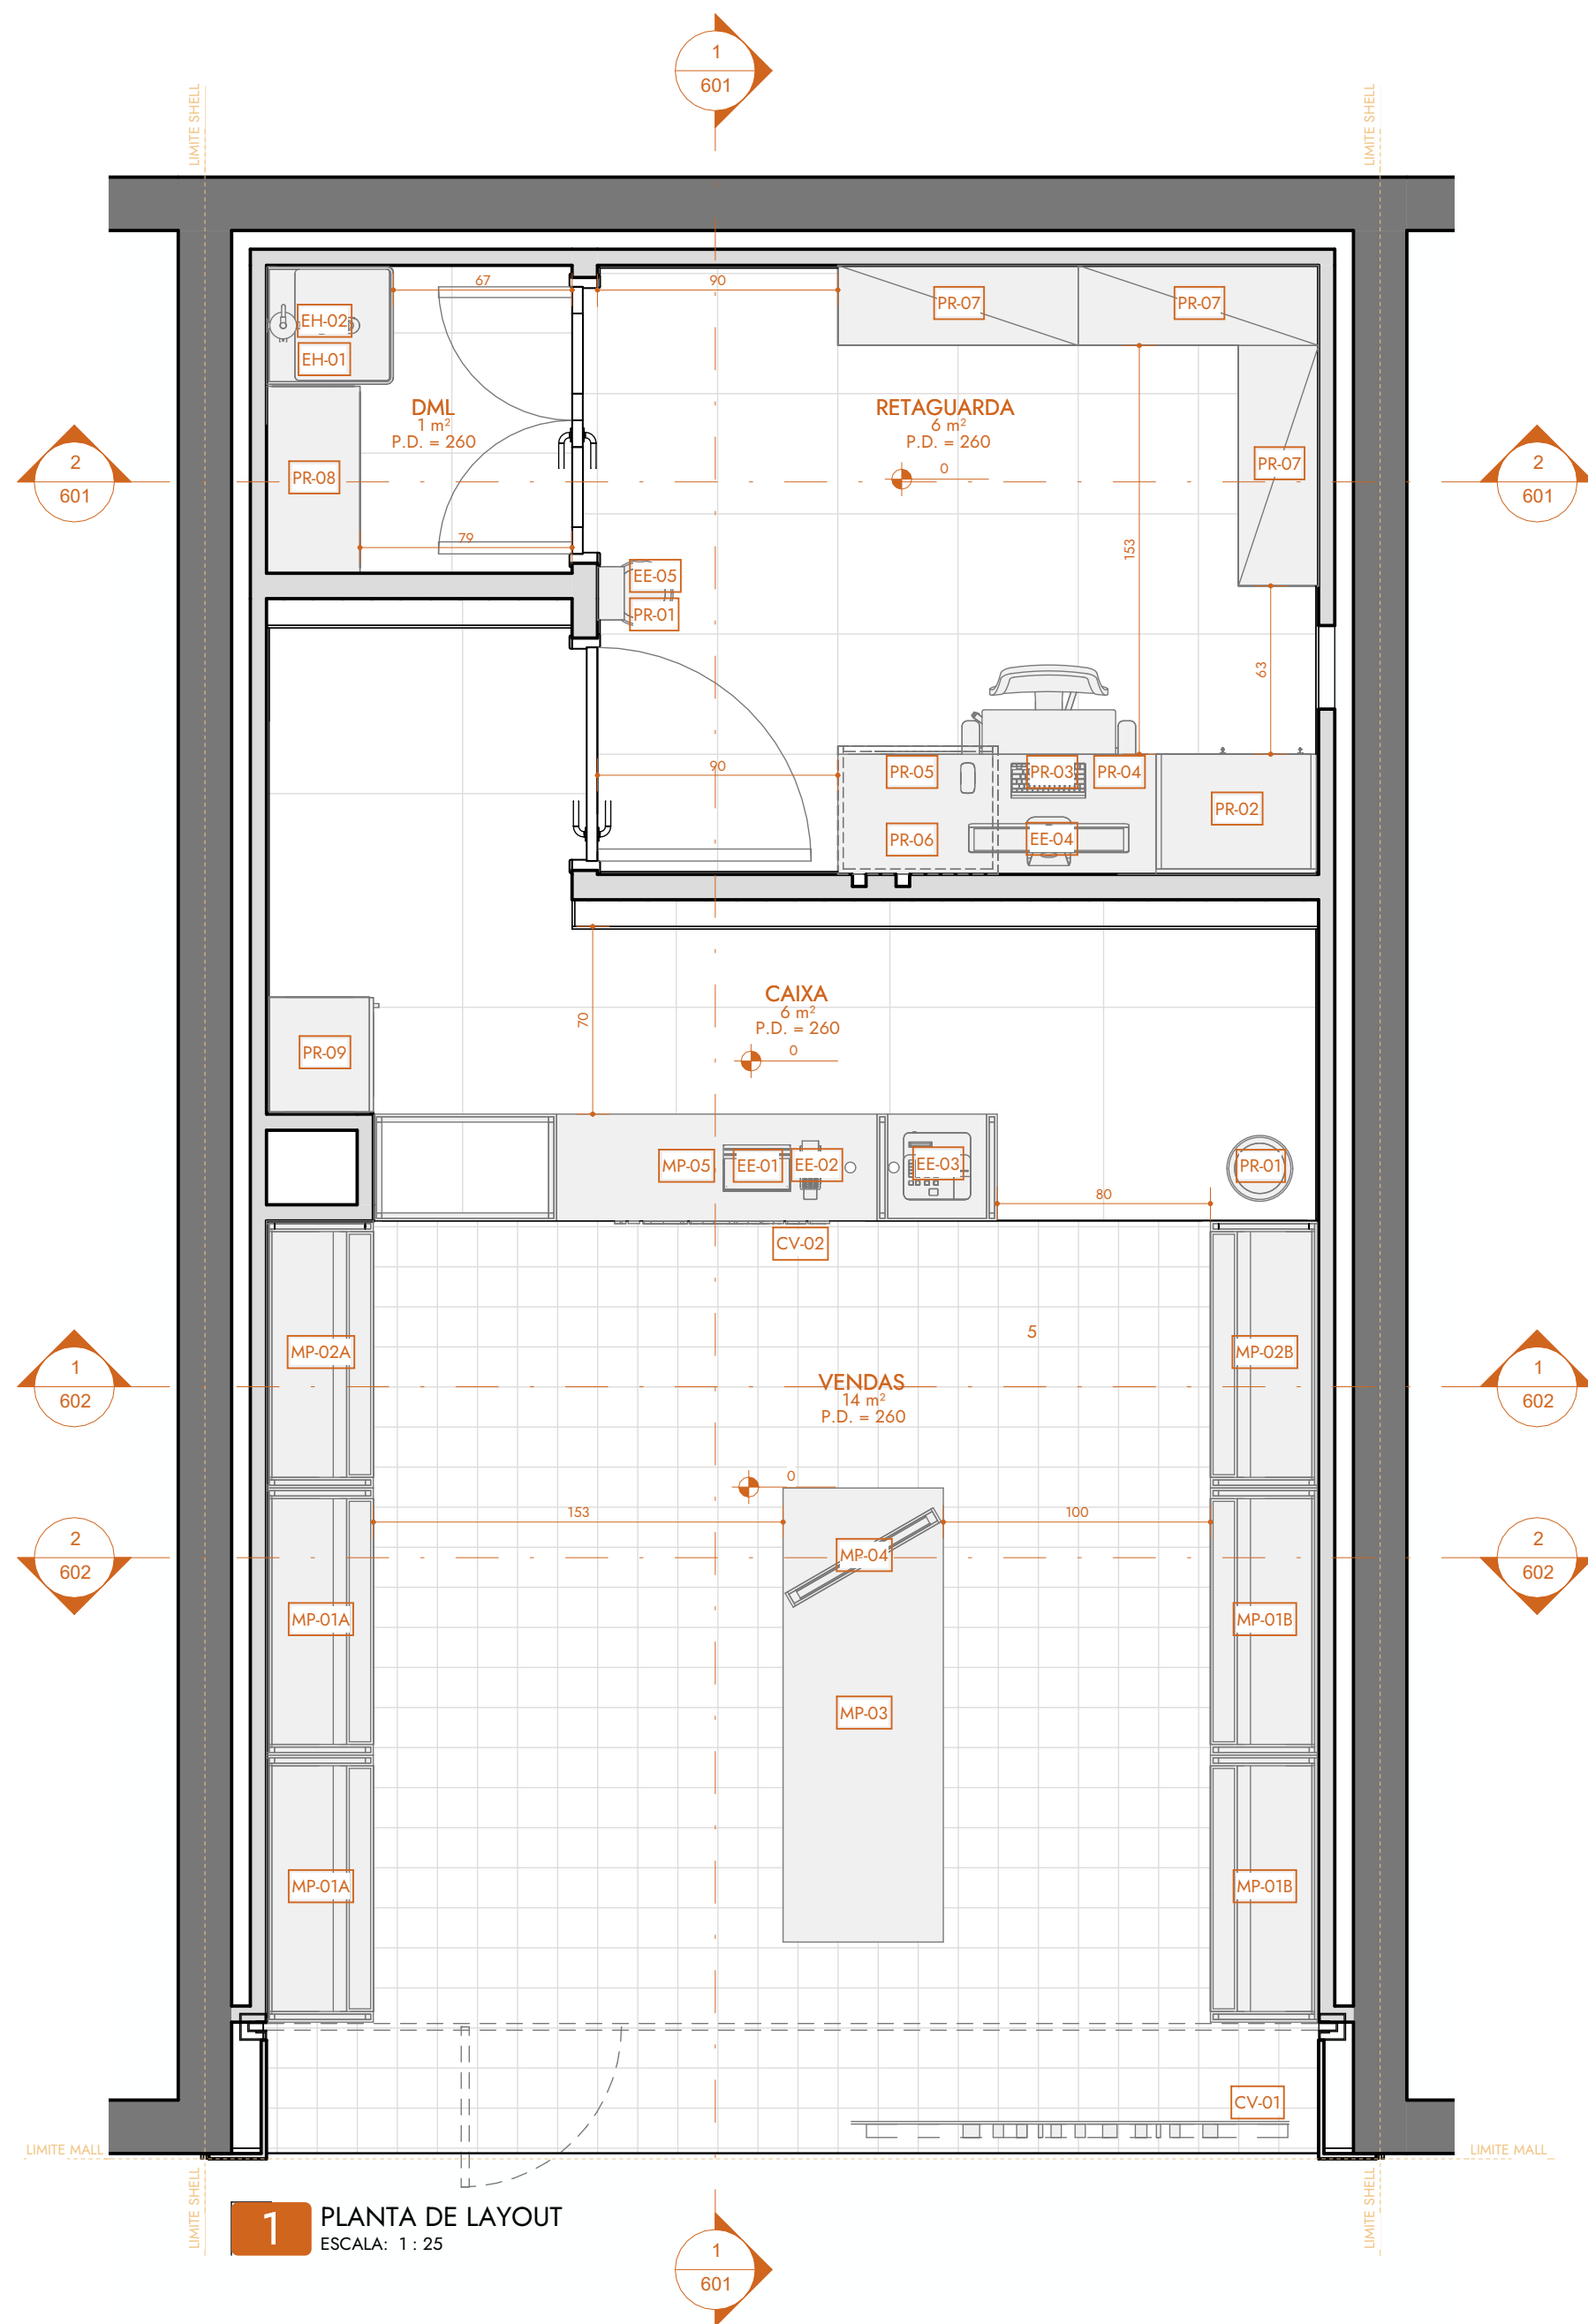 1
601
LIMITE SHELL
LIMITE SHELL
67
90
EH-02
EH-01
PR-07
PR-07
DML
1 m²
P.D. = 260
RETAGUARDA
6 m²
P.D. = 260
0
2
601
2
601
PR-08
PR-07
79
153
EE-05
PR-01
63
90
PR-05
PR-03
PR-04
PR-02
PR-06
EE-04
CAIXA
6 m²
P.D. = 260
0
70
PR-09
MP-05
EE-01
EE-02
EE-03
PR-01
80
CV-02
5
MP-02A
MP-02B
1
602
1
602
VENDAS
14 m²
P.D. = 260
0
153
100
2
602
2
602
MP-04
MP-01A
MP-01B
MP-03
MP-01A
MP-01B
CV-01
LIMITE MALL
LIMITE MALL
LIMITE SHELL
LIMITE SHELL
1
PLANTA DE LAYOUT
ESCALA: 1 : 25
1
601